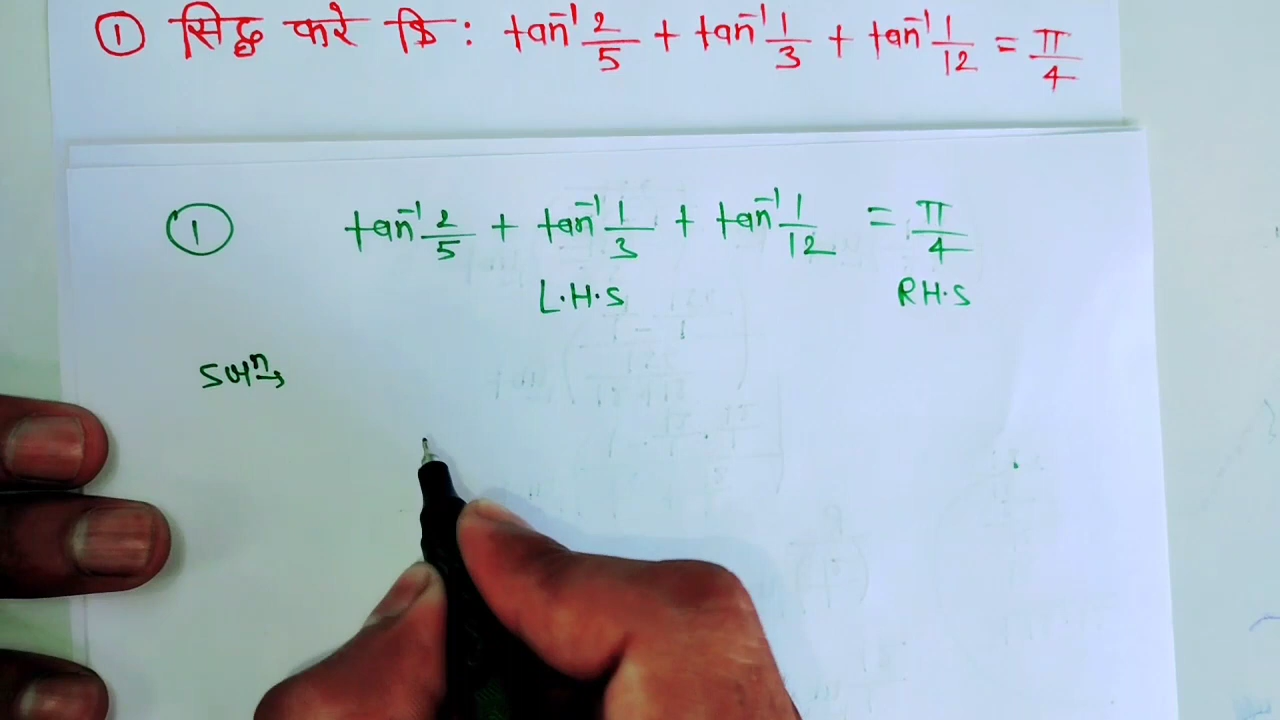 ① सिद्ध करे कि: tan⁻¹ 2/5 + tan⁻¹ 1/3 + tan⁻¹ 1/12 = π/4
① tan⁻¹ 2/5 + tan⁻¹ 1/3 + tan⁻¹ 1/12 = π/4
L.H.S R.H.S
Solⁿ→